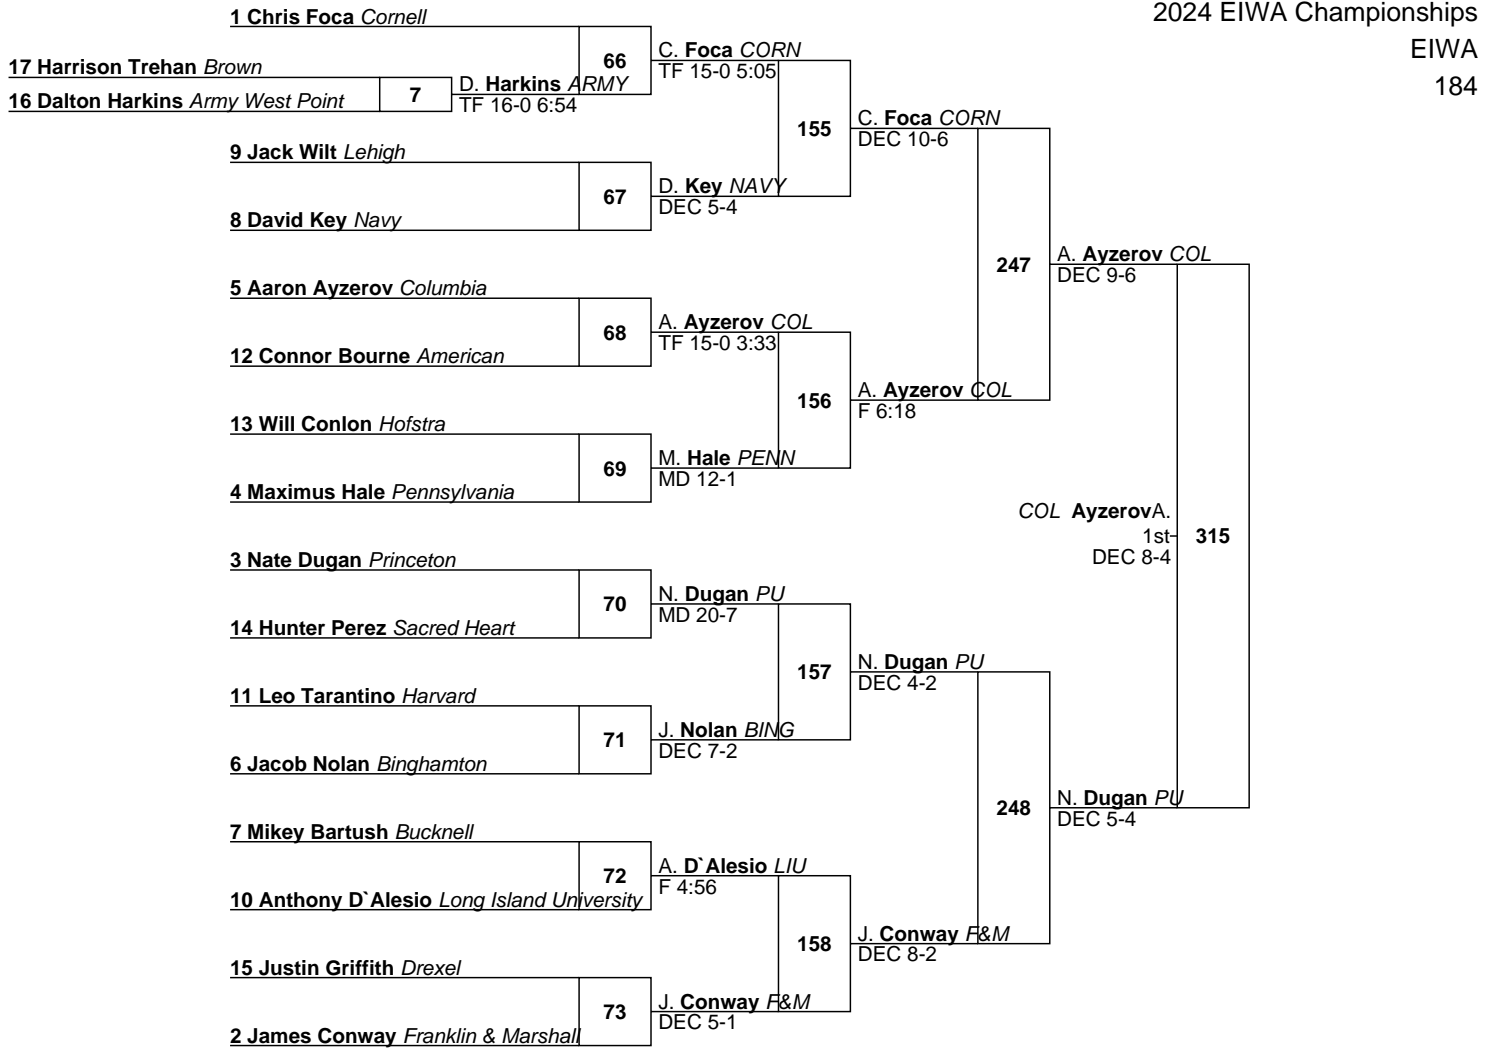 2024 EIWA Championships
EIWA
184
1 Chris Foca Cornell
17 Harrison Trehan Brown
16 Dalton Harkins Army West Point
7
D. Harkins ARMY
TF 16-0 6:54
66
C. Foca CORN
TF 15-0 5:05
9 Jack Wilt Lehigh
8 David Key Navy
67
D. Key NAVY
DEC 5-4
155
C. Foca CORN
DEC 10-6
5 Aaron Ayzerov Columbia
12 Connor Bourne American
68
A. Ayzerov COL
TF 15-0 3:33
13 Will Conlon Hofstra
4 Maximus Hale Pennsylvania
69
M. Hale PENN
MD 12-1
156
A. Ayzerov COL
F 6:18
247
A. Ayzerov COL
DEC 9-6
3 Nate Dugan Princeton
14 Hunter Perez Sacred Heart
70
N. Dugan PU
MD 20-7
11 Leo Tarantino Harvard
6 Jacob Nolan Binghamton
71
J. Nolan BING
DEC 7-2
157
N. Dugan PU
DEC 4-2
7 Mikey Bartush Bucknell
10 Anthony D`Alesio Long Island University
72
A. D`Alesio LIU
F 4:56
15 Justin Griffith Drexel
2 James Conway Franklin & Marshall
73
J. Conway F&M
DEC 5-1
158
J. Conway F&M
DEC 8-2
248
N. Dugan PU
DEC 5-4
COL AyzerovA.
1st
DEC 8-4
315